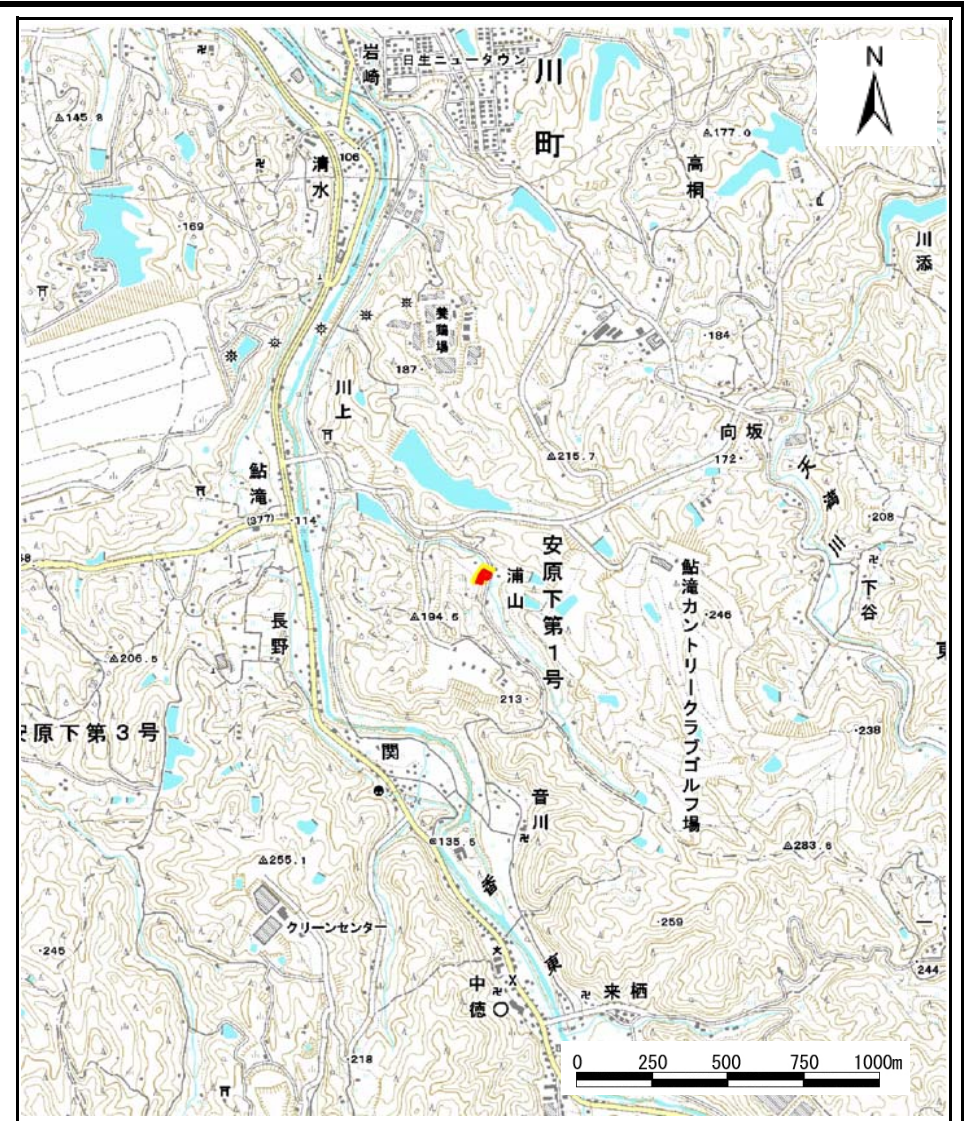 岩崎
日生ニュータウン
川町
N
145.8
177.0
106
清水
高桐
169
川添
養鶏場
187
184
川上
向坂
172
215.7
天満川
鮎滝
(377)
114
208
安原下第1号
浦山
鮎滝カントリークラブゴルフ場
246
下谷
194.6
長野
206.5
213
238
原下第3号
関
音川
135.5
283.6
255.1
香東
259
クリーンセンター
245
244
中徳
来栖
218
0 250 500 750 1000m